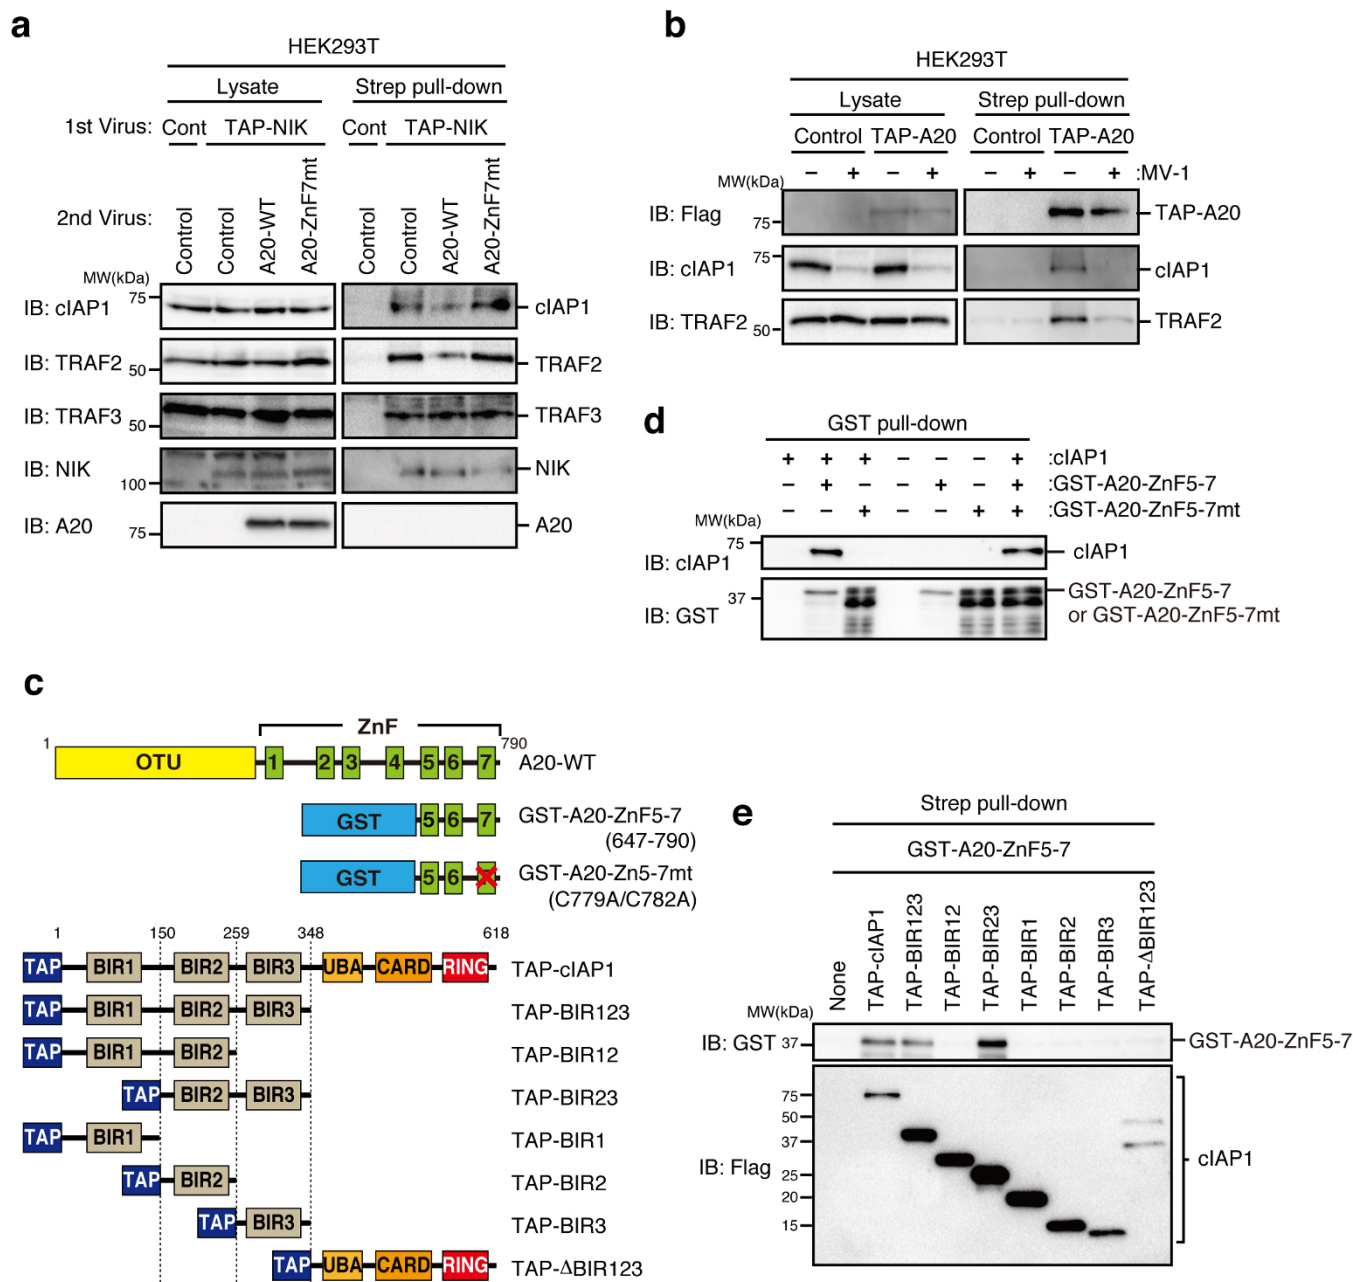 a
HEK293T
Lysate
Strep pull-down
1st Virus: Cont TAP-NIK Cont TAP-NIK
2nd Virus: Control Control A20-WT A20-ZnF7mt Control Control A20-WT A20-ZnF7mt
MW(kDa)
IB: cIAP1 75 cIAP1
IB: TRAF2 50 TRAF2
IB: TRAF3 50 TRAF3
IB: NIK 100 NIK
IB: A20 75 A20
b
HEK293T
Lysate Strep pull-down
Control TAP-A20 Control TAP-A20
− + − + − + − + :MV-1
MW(kDa)
IB: Flag 75 TAP-A20
IB: cIAP1 75 cIAP1
IB: TRAF2 50 TRAF2
d
GST pull-down
+ + + − − − + :cIAP1
− + − − + − + :GST-A20-ZnF5-7
− − + − − + + :GST-A20-ZnF5-7mt
MW(kDa)
IB: cIAP1 75 cIAP1
IB: GST 37 GST-A20-ZnF5-7
or GST-A20-ZnF5-7mt
c
ZnF
1 790
OTU 1 2 3 4 5 6 7 A20-WT
GST 5 6 7 GST-A20-ZnF5-7
(647-790)
GST 5 6 7 GST-A20-Zn5-7mt
(C779A/C782A)
1 150 259 348 618
TAP BIR1 BIR2 BIR3 UBA CARD RING TAP-cIAP1
TAP BIR1 BIR2 BIR3 TAP-BIR123
TAP BIR1 BIR2 TAP-BIR12
TAP BIR2 BIR3 TAP-BIR23
TAP BIR1 TAP-BIR1
TAP BIR2 TAP-BIR2
TAP BIR3 TAP-BIR3
TAP UBA CARD RING TAP-ΔBIR123
e
Strep pull-down
GST-A20-ZnF5-7
None TAP-cIAP1 TAP-BIR123 TAP-BIR12 TAP-BIR23 TAP-BIR1 TAP-BIR2 TAP-BIR3 TAP-ΔBIR123
MW(kDa)
IB: GST 37 GST-A20-ZnF5-7
75
50
37
IB: Flag 25 cIAP1
20
15